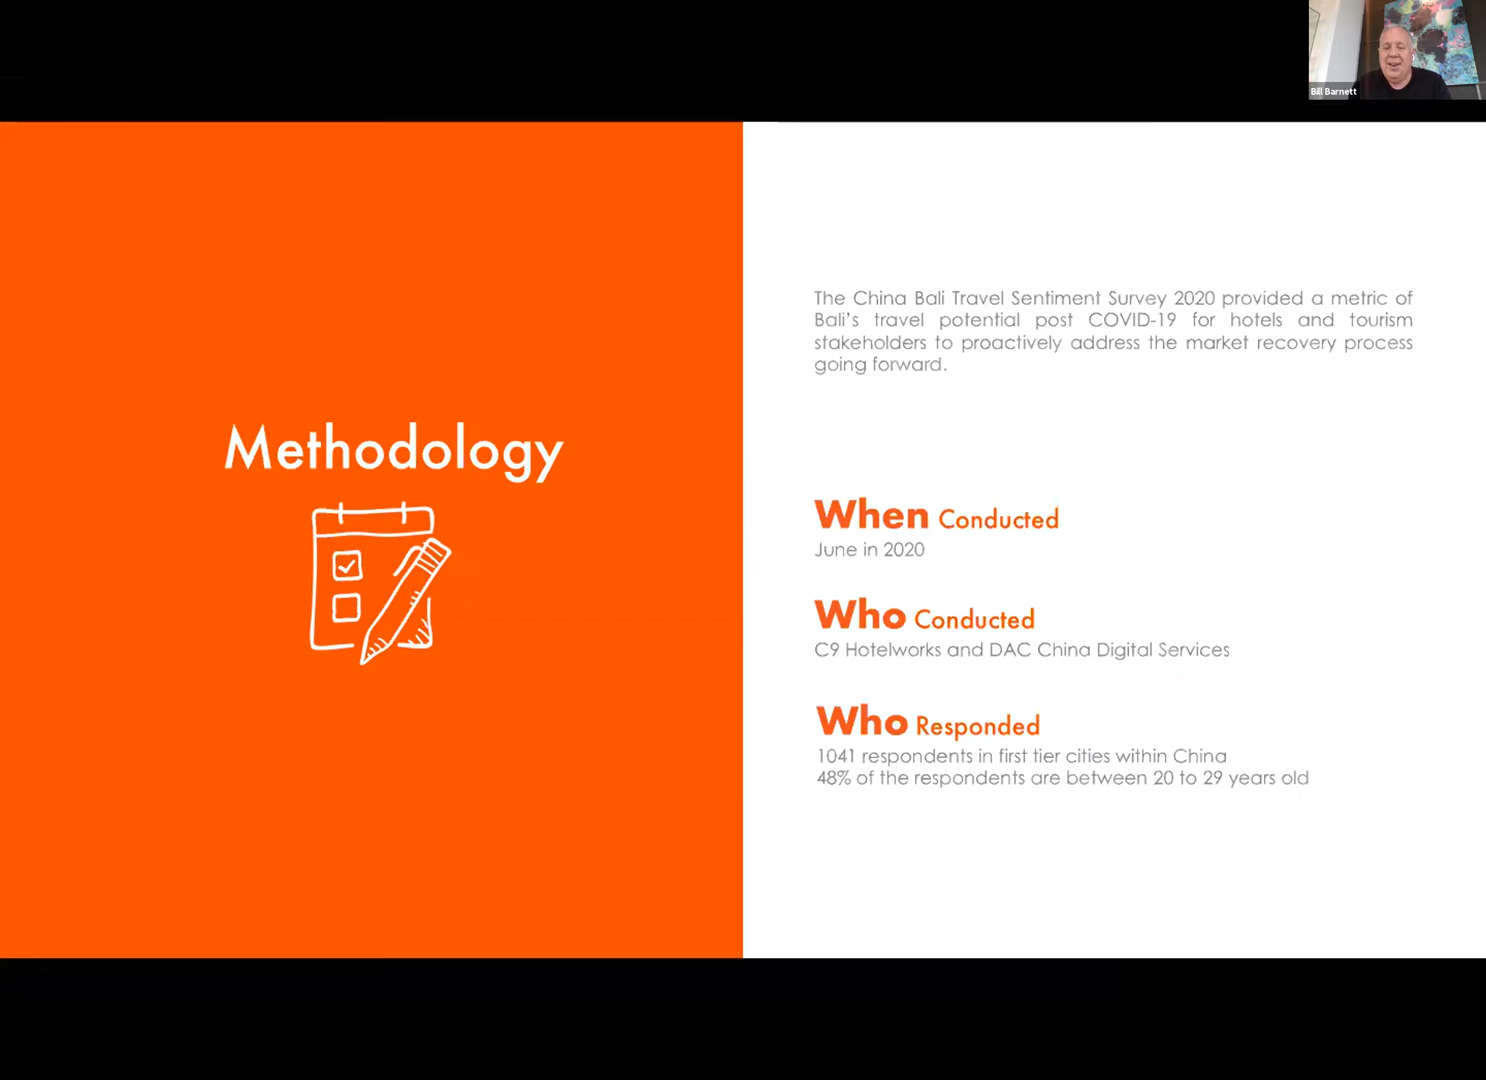 Bill Barnett
Methodology
The China Bali Travel Sentiment Survey 2020 provided a metric of
Bali's travel potential post COVID-19 for hotels and tourism
stakeholders to proactively address the market recovery process
going forward.
When Conducted
June in 2020
Who Conducted
C9 Hotelworks and DAC China Digital Services
Who Responded
1041 respondents in first tier cities within China
48% of the respondents are between 20 to 29 years old